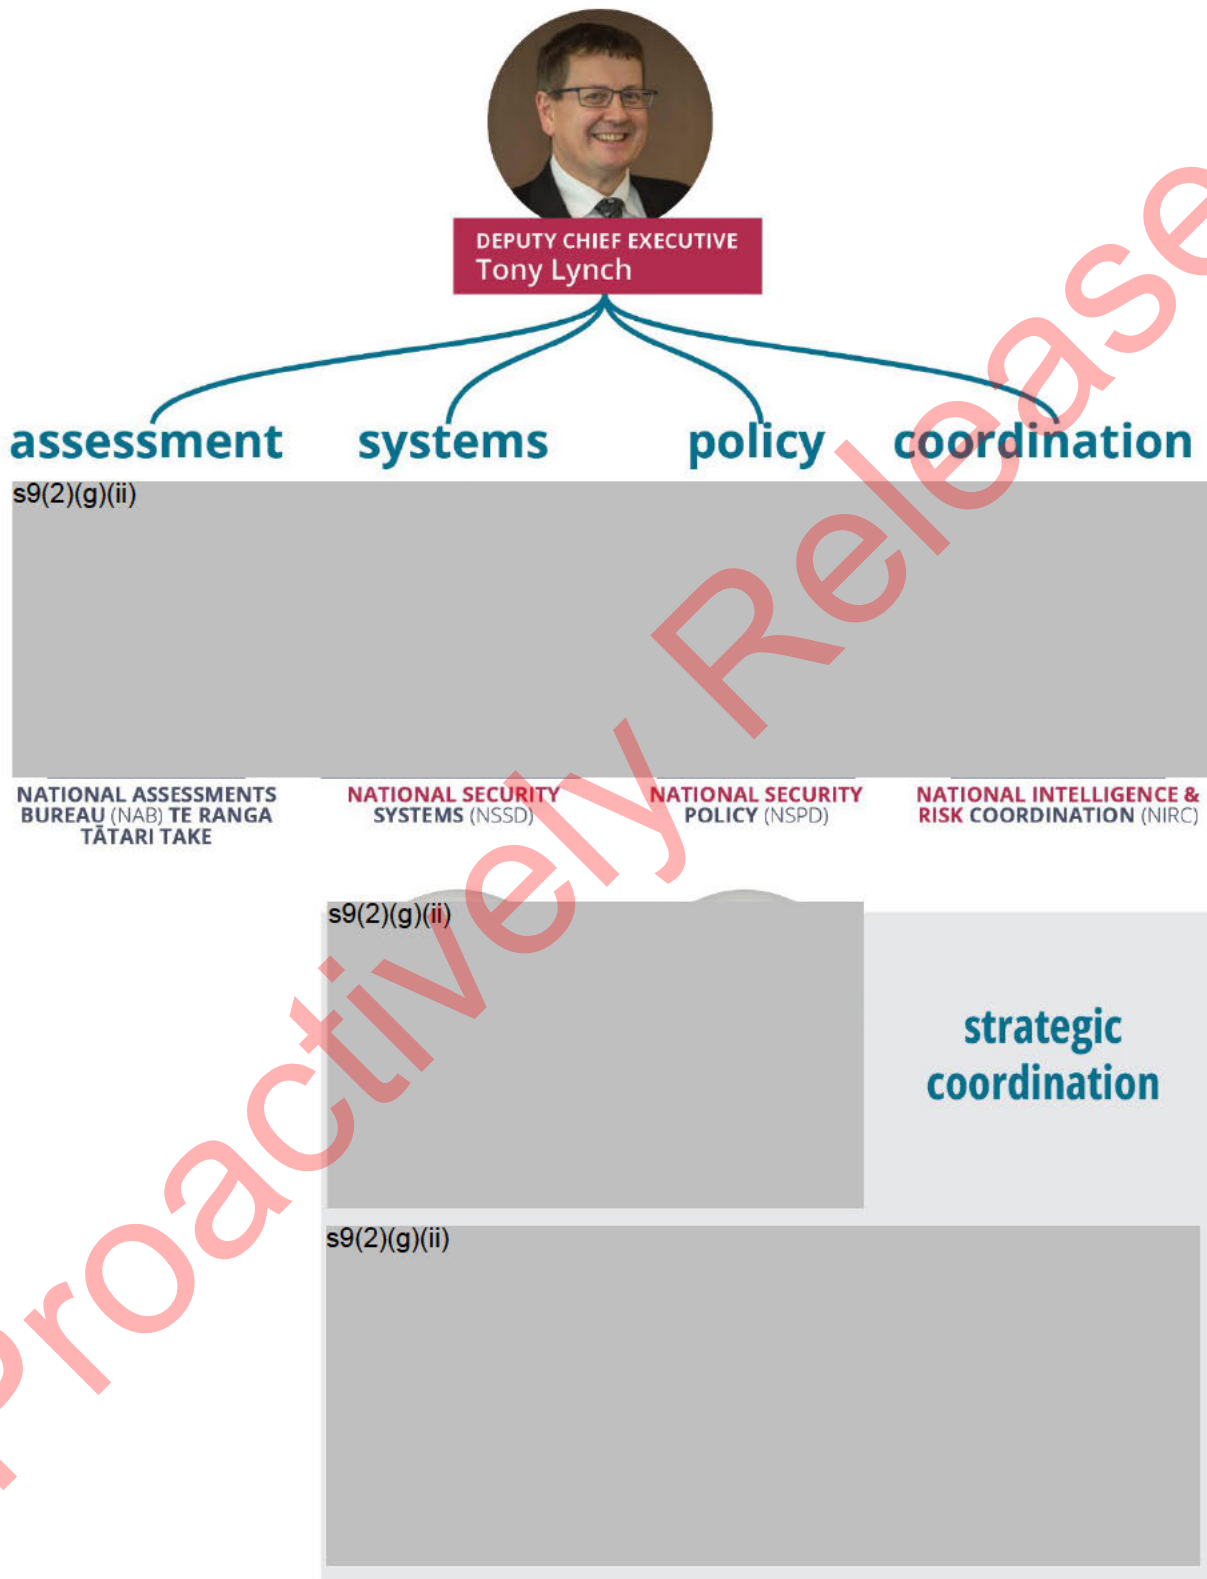 DEPUTY CHIEF EXECUTIVE
Tony Lynch
assessment
systems
policy
coordination
s9(2)(g)(ii)
NATIONAL ASSESSMENTS
BUREAU (NAB) TE RANGA
TĀTARI TAKE
NATIONAL SECURITY
SYSTEMS (NSSD)
NATIONAL SECURITY
POLICY (NSPD)
NATIONAL INTELLIGENCE &
RISK COORDINATION (NIRC)
s9(2)(g)(ii)
strategic
coordination
s9(2)(g)(ii)
Proactively Release